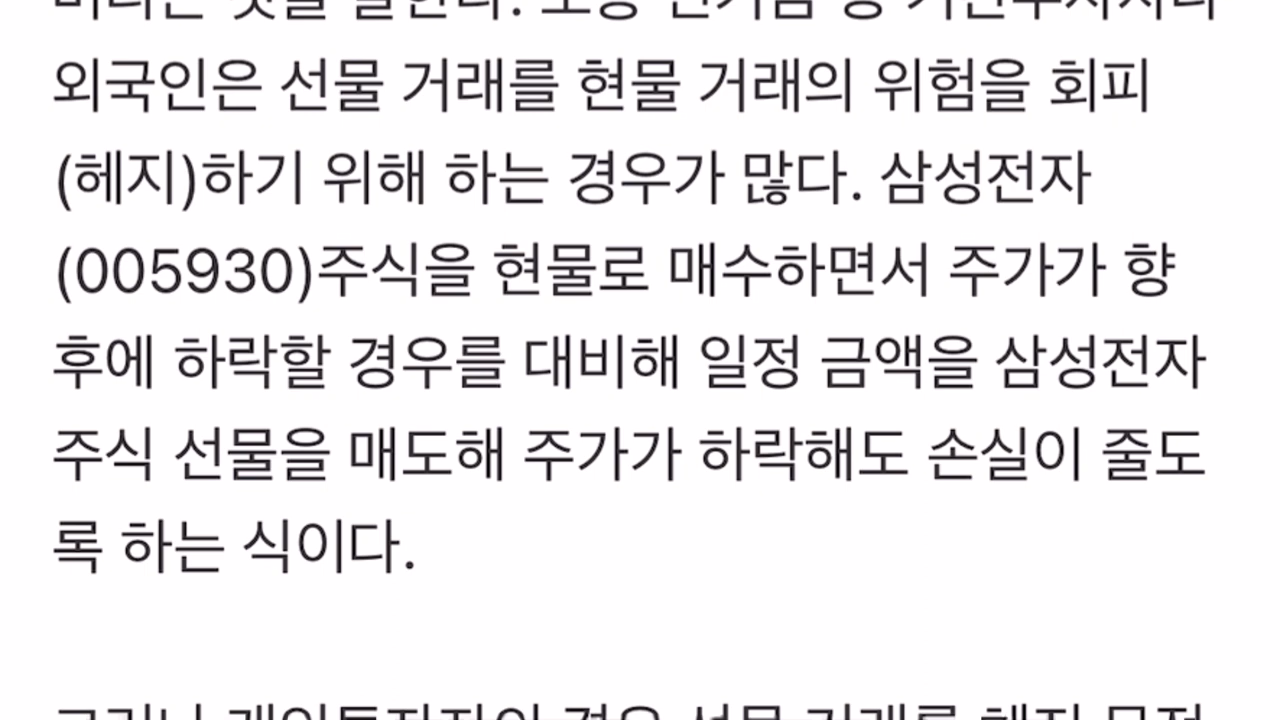 외국인은 선물 거래를 현물 거래의 위험을 회피
(헤지)하기 위해 하는 경우가 많다. 삼성전자
(005930)주식을 현물로 매수하면서 주가가 향
후에 하락할 경우를 대비해 일정 금액을 삼성전자
주식 선물을 매도해 주가가 하락해도 손실이 줄도
록 하는 식이다.